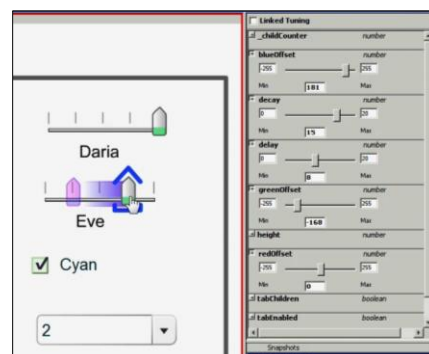 Daria
Eve
Cyan
2
Linked Tuning
_childCounter number
blueOffset number
-255 255
Min 181 Max
decay number
0 20
Min 15 Max
delay number
0 20
Min 8 Max
greenOffset number
-255 255
Min -168 Max
height number
redOffset number
-255 255
Min 0 Max
tabChildren boolean
tabEnabled boolean
Snapshots